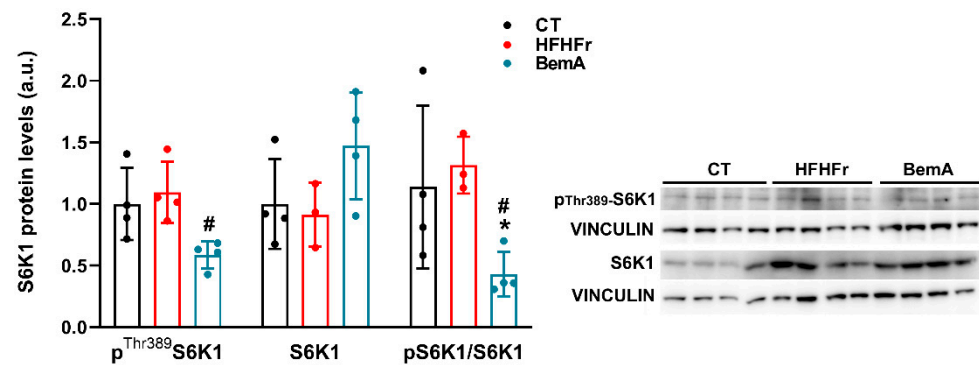 S6K1 protein levels (a.u.)
2.5
2.0
1.5
1.0
0.5
0.0
CT
HFHFr
BemA
#
#
*
pThr389S6K1 S6K1 pS6K1/S6K1
CT HFHFr BemA
pThr389-S6K1
VINCULIN
S6K1
VINCULIN